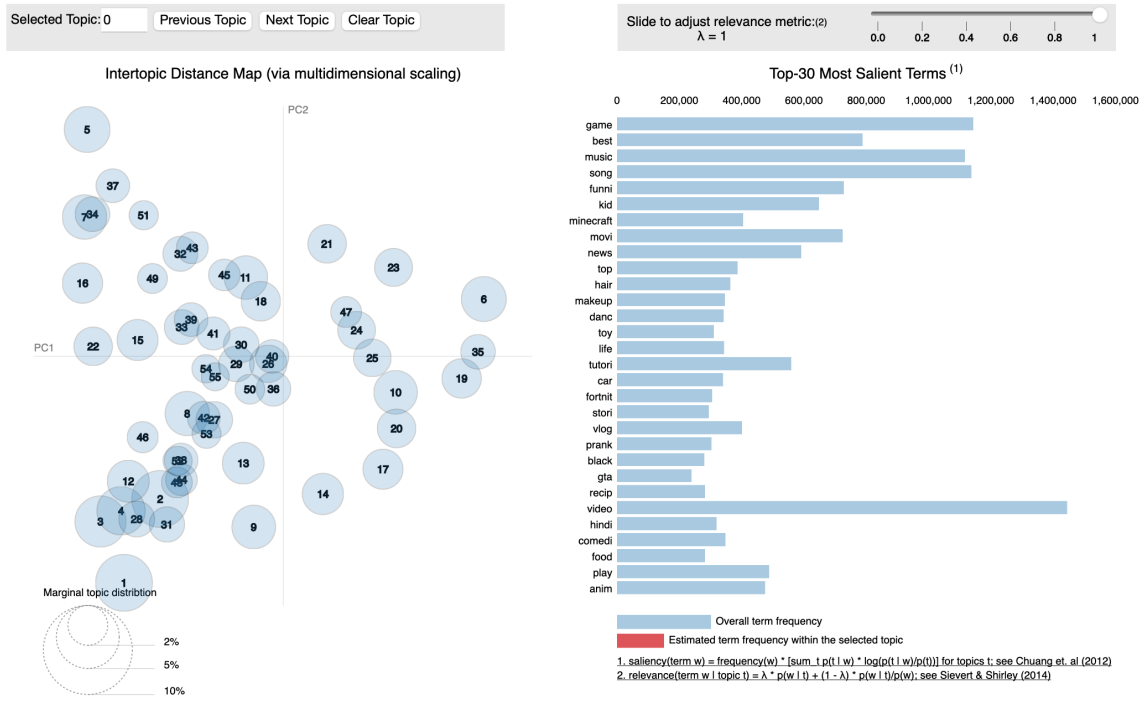 Selected Topic: 0 Previous Topic Next Topic Clear Topic
Slide to adjust relevance metric:(2)
λ = 1
0.0 0.2 0.4 0.6 0.8 1
Intertopic Distance Map (via multidimensional scaling)
PC2
PC1
5
37
7
34
51
21
43
32
23
45
11
49
16
18
6
47
39
33
24
41
15
22
30
40
35
29
26
25
54
55
19
50
36
10
8
42
27
20
53
46
38
13
17
12
44
48
2
14
4
3
28
31
9
1
Marginal topic distribtion
2%
5%
10%
Top-30 Most Salient Terms (1)
0 200,000 400,000 600,000 800,000 1,000,000 1,200,000 1,400,000 1,600,000
game
best
music
song
funni
kid
minecraft
movi
news
top
hair
makeup
danc
toy
life
tutori
car
fortnit
stori
vlog
prank
black
gta
recip
video
hindi
comedi
food
play
anim
Overall term frequency
Estimated term frequency within the selected topic
1. saliency(term w) = frequency(w) * [sum_t p(t | w) * log(p(t | w)/p(t))] for topics t; see Chuang et. al (2012)
2. relevance(term w | topic t) = λ * p(w | t) + (1 - λ) * p(w | t)/p(w); see Sievert & Shirley (2014)